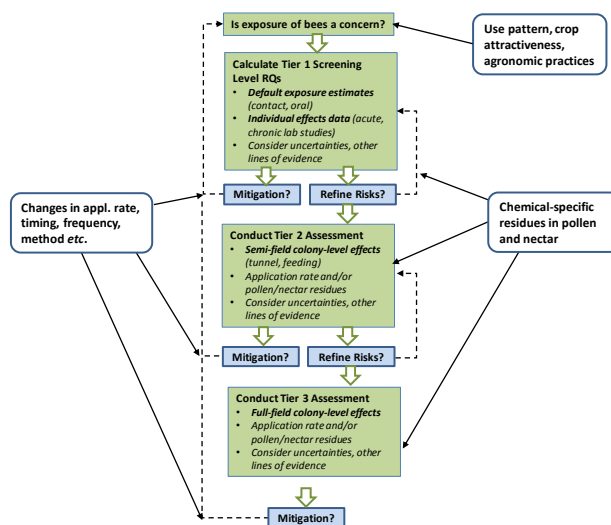 Is exposure of bees a concern?
Use pattern, crop
attractiveness,
agronomic practices
Calculate Tier 1 Screening
Level RQs
• Default exposure estimates
(contact, oral)
• Individual effects data (acute,
chronic lab studies)
• Consider uncertainties, other
lines of evidence
Mitigation?
Refine Risks?
Changes in appl. rate,
timing, frequency,
method etc.
Chemical-specific
residues in pollen
and nectar
Conduct Tier 2 Assessment
• Semi-field colony-level effects
(tunnel, feeding)
• Application rate and/or
pollen/nectar residues
• Consider uncertainties, other
lines of evidence
Mitigation?
Refine Risks?
Conduct Tier 3 Assessment
• Full-field colony-level effects
• Application rate and/or
pollen/nectar residues
• Consider uncertainties, other
lines of evidence
Mitigation?